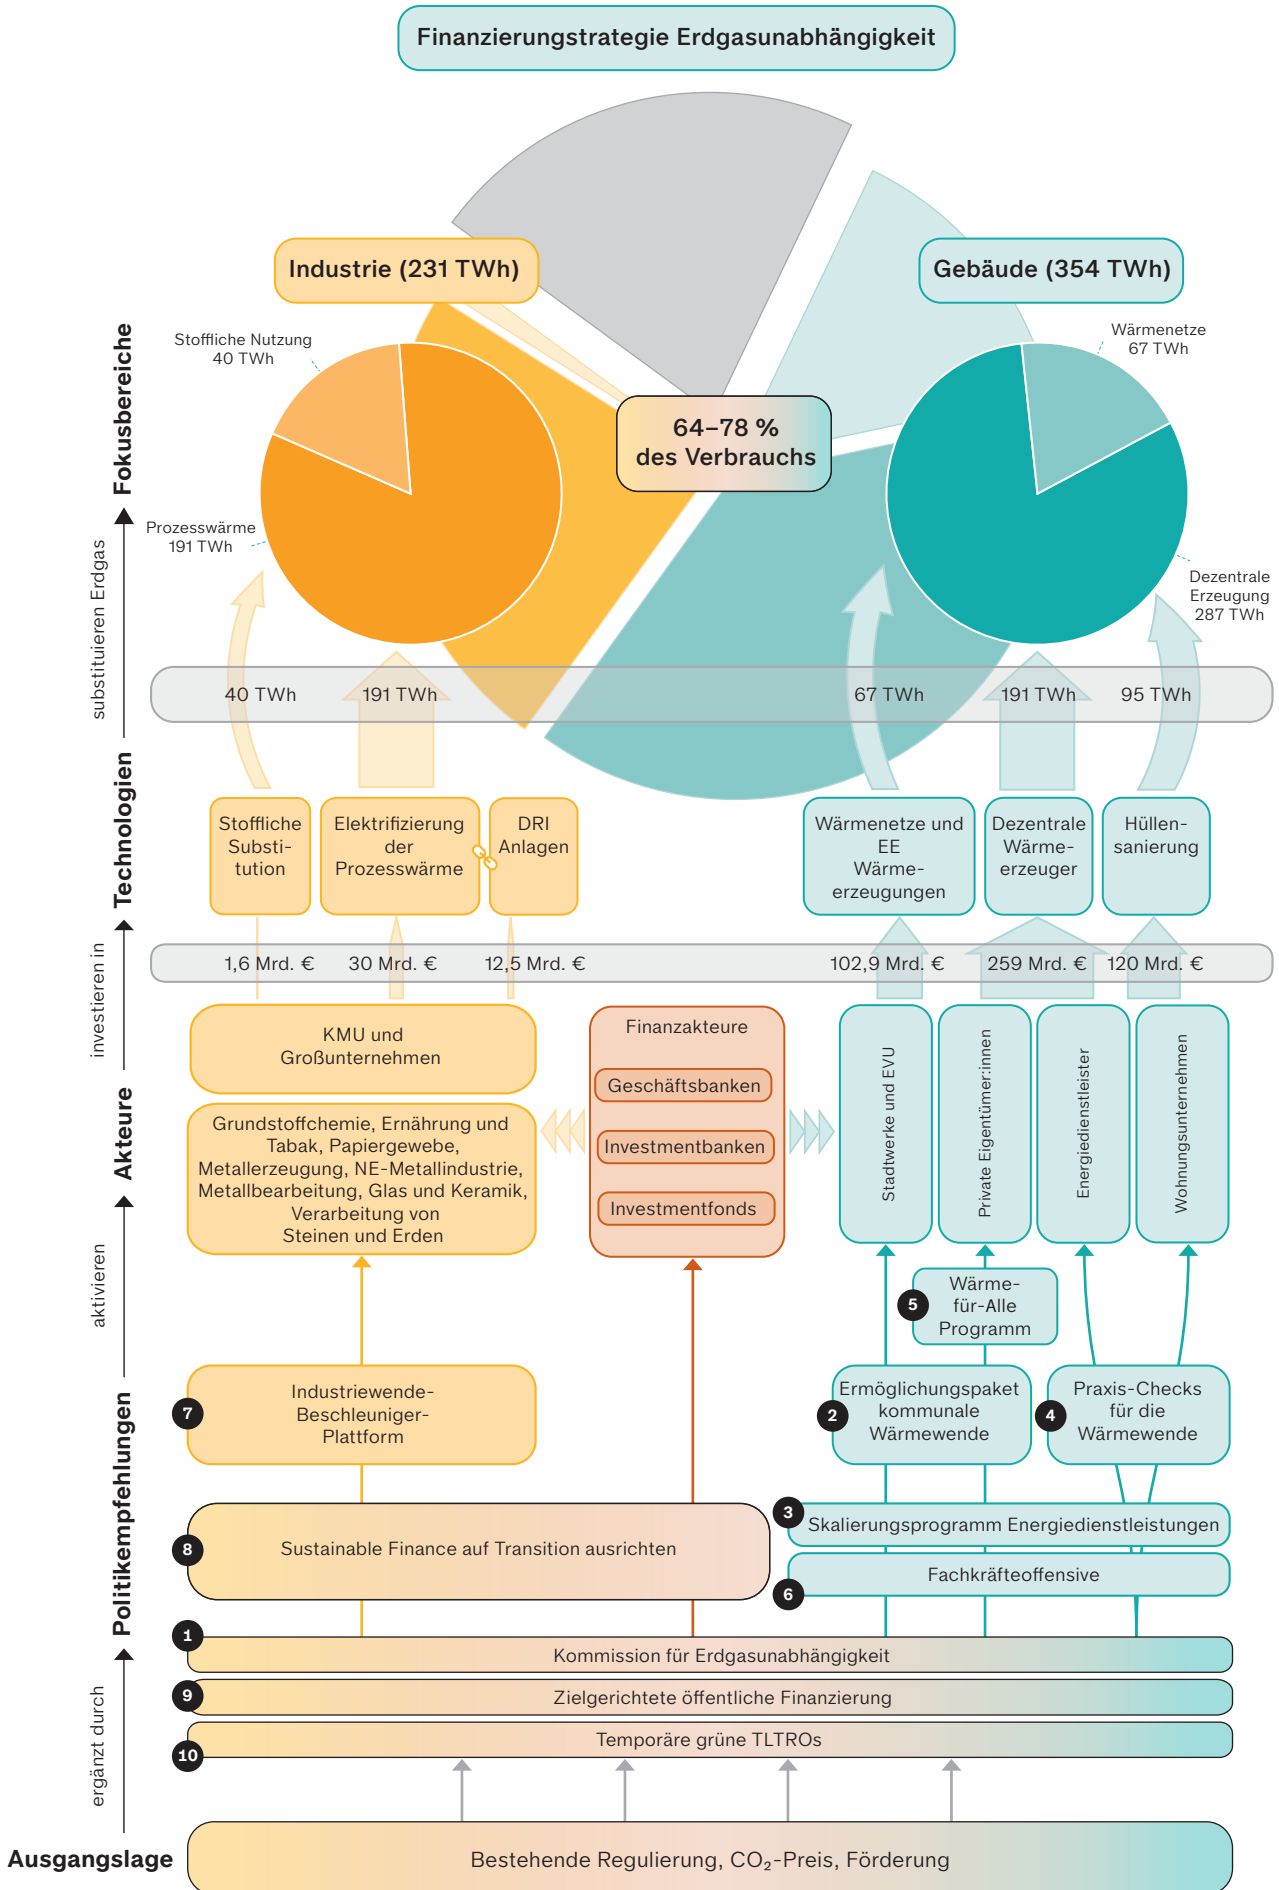 Finanzierungstrategie Erdgasunabhängigkeit
Industrie (231 TWh)
Gebäude (354 TWh)
Stoffliche Nutzung
40 TWh
Wärmenetze
67 TWh
64–78 %
des Verbrauchs
Prozesswärme
191 TWh
Dezentrale
Erzeugung
287 TWh
Fokusbereiche
substituieren Erdgas
40 TWh
191 TWh
67 TWh
191 TWh
95 TWh
Technologien
Stoffliche
Substi-
tution
Elektrifizierung
der
Prozesswärme
DRI
Anlagen
Wärmenetze und
EE
Wärme-
erzeugungen
Dezentrale
Wärme-
erzeuger
Hüllen-
sanierung
investieren in
1,6 Mrd. €
30 Mrd. €
12,5 Mrd. €
102,9 Mrd. €
259 Mrd. €
120 Mrd. €
Akteure
KMU und
Großunternehmen
Grundstoffchemie, Ernährung und
Tabak, Papiergewebe,
Metallerzeugung, NE-Metallindustrie,
Metallbearbeitung, Glas und Keramik,
Verarbeitung von
Steinen und Erden
Finanzakteure
Geschäftsbanken
Investmentbanken
Investmentfonds
Stadtwerke und EVU
Private Eigentümer:innen
Energiedienstleister
Wohnungsunternehmen
aktivieren
5
Wärme-
für-Alle
Programm
Politikempfehlungen
7
Industriewende-
Beschleuniger-
Plattform
2
Ermöglichungspaket
kommunale
Wärmewende
4
Praxis-Checks
für die
Wärmewende
8
Sustainable Finance auf Transition ausrichten
3
Skalierungsprogramm Energiedienstleistungen
6
Fachkräfteoffensive
1
Kommission für Erdgasunabhängigkeit
9
Zielgerichtete öffentliche Finanzierung
10
Temporäre grüne TLTROs
ergänzt durch
Ausgangslage
Bestehende Regulierung, CO₂-Preis, Förderung